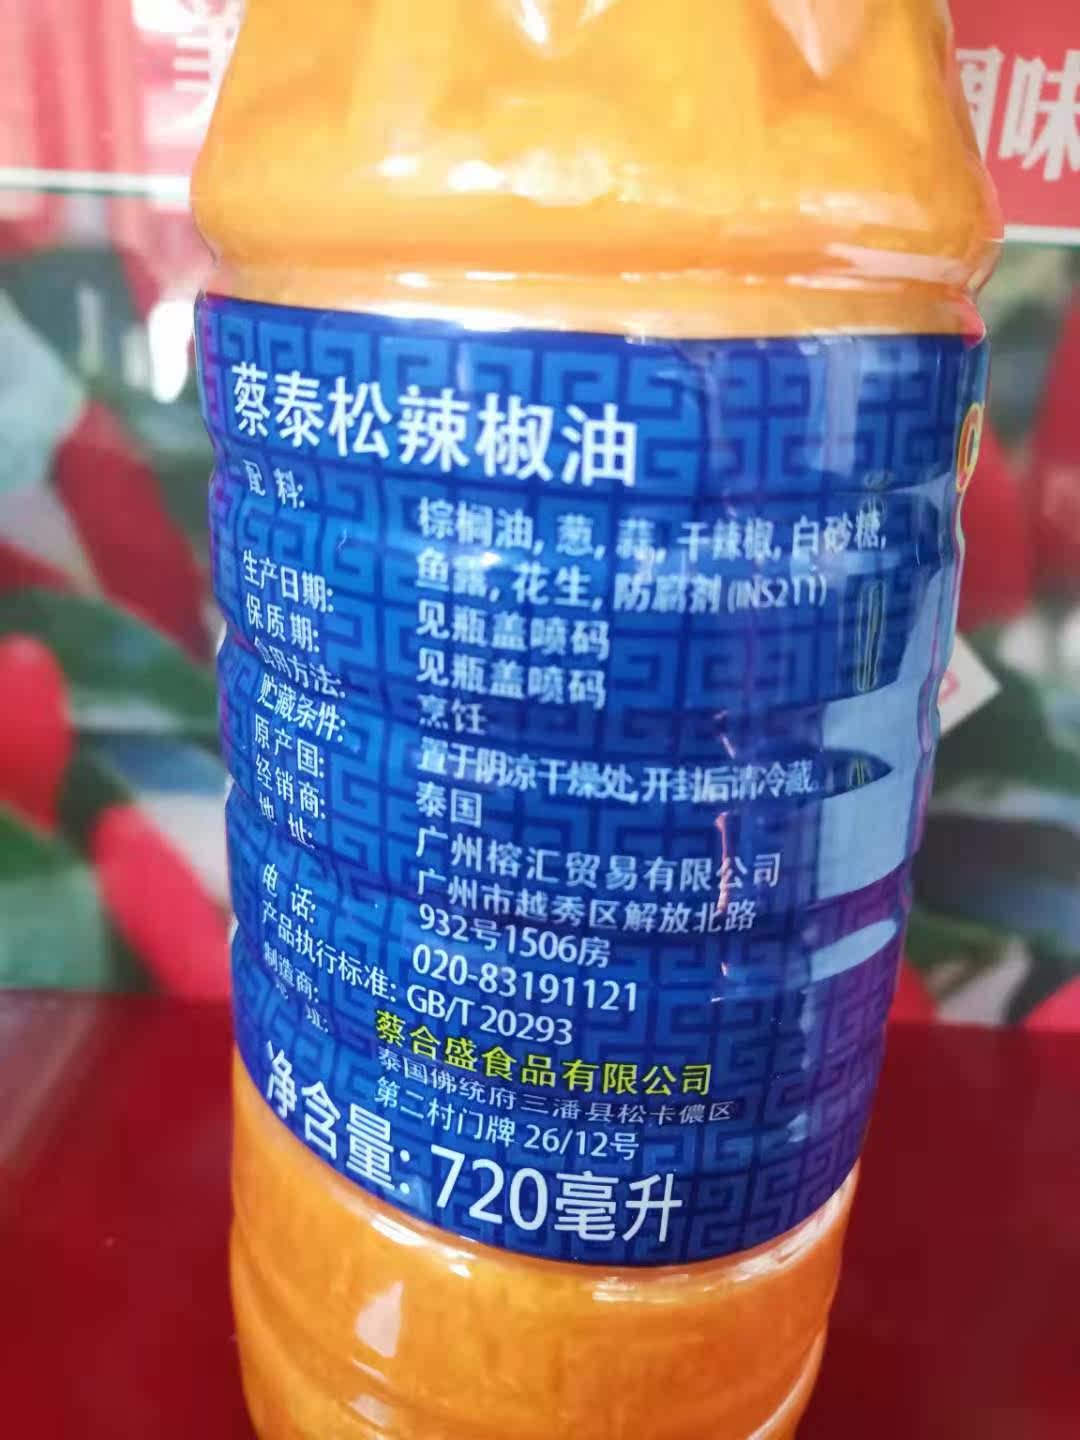 调味
蔡泰松辣椒油
配料: 棕榈油, 葱, 蒜, 干辣椒, 白砂糖,
鱼露, 花生, 防腐剂 (INS211)
生产日期: 见瓶盖喷码
保质期: 见瓶盖喷码
食用方法: 烹饪
贮藏条件: 置于阴凉干燥处,开封后请冷藏。
原产国: 泰国
经销商: 广州榕汇贸易有限公司
地址: 广州市越秀区解放北路
932号1506房
电话: 020-83191121
产品执行标准: GB/T 20293
制造商: 蔡合盛食品有限公司
地址: 泰国佛统府三潘县松卡儂区
第二村门牌 26/12号
净含量: 720毫升